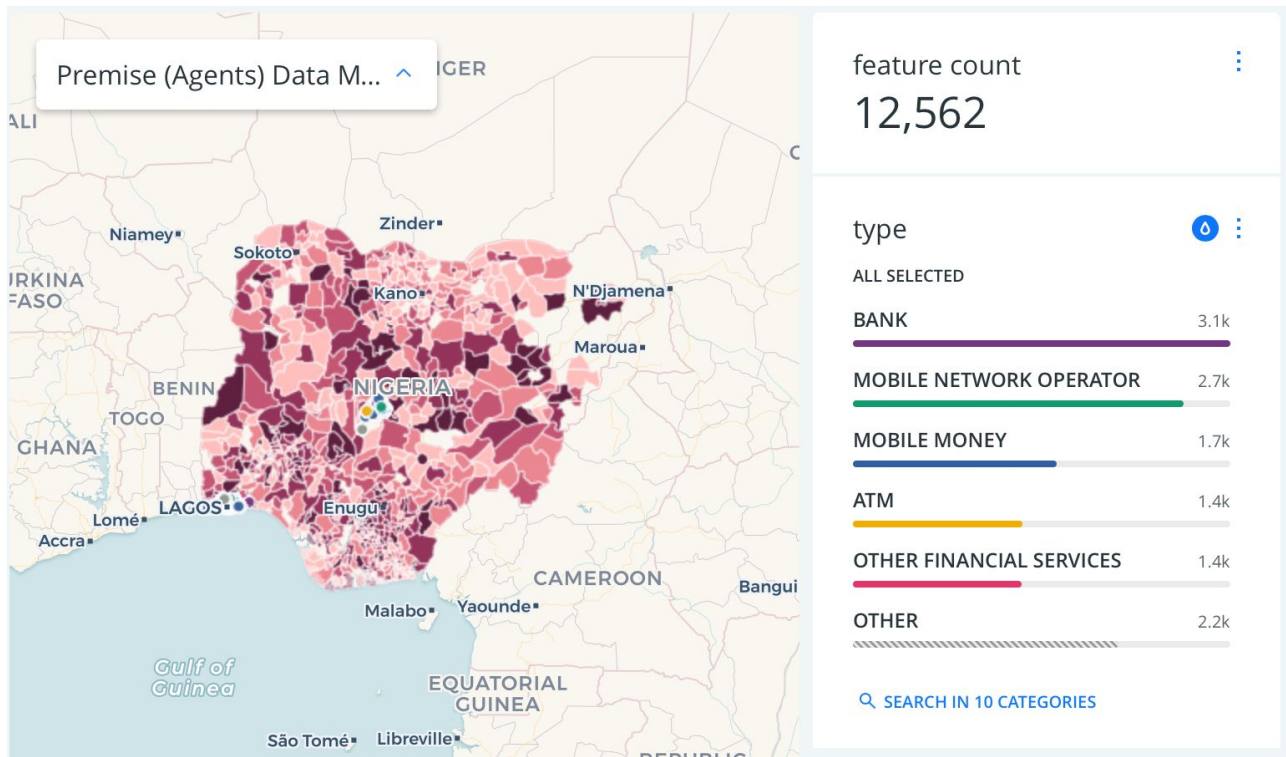 Premise (Agents) Data M...
IGER
ALI
C
Niamey
Zinder
Sokoto
URKINA
FASO
Kano
N'Djamena
Maroua
BENIN
NIGERIA
TOGO
GHANA
LAGOS
Enugu
Lomé
Accra
CAMEROON
Bangui
Malabo
Yaounde
Gulf of
Guinea
EQUATORIAL
GUINEA
São Tomé
Libreville
REPUBLIC
feature count
12,562
type
ALL SELECTED
BANK 3.1k
MOBILE NETWORK OPERATOR 2.7k
MOBILE MONEY 1.7k
ATM 1.4k
OTHER FINANCIAL SERVICES 1.4k
OTHER 2.2k
SEARCH IN 10 CATEGORIES